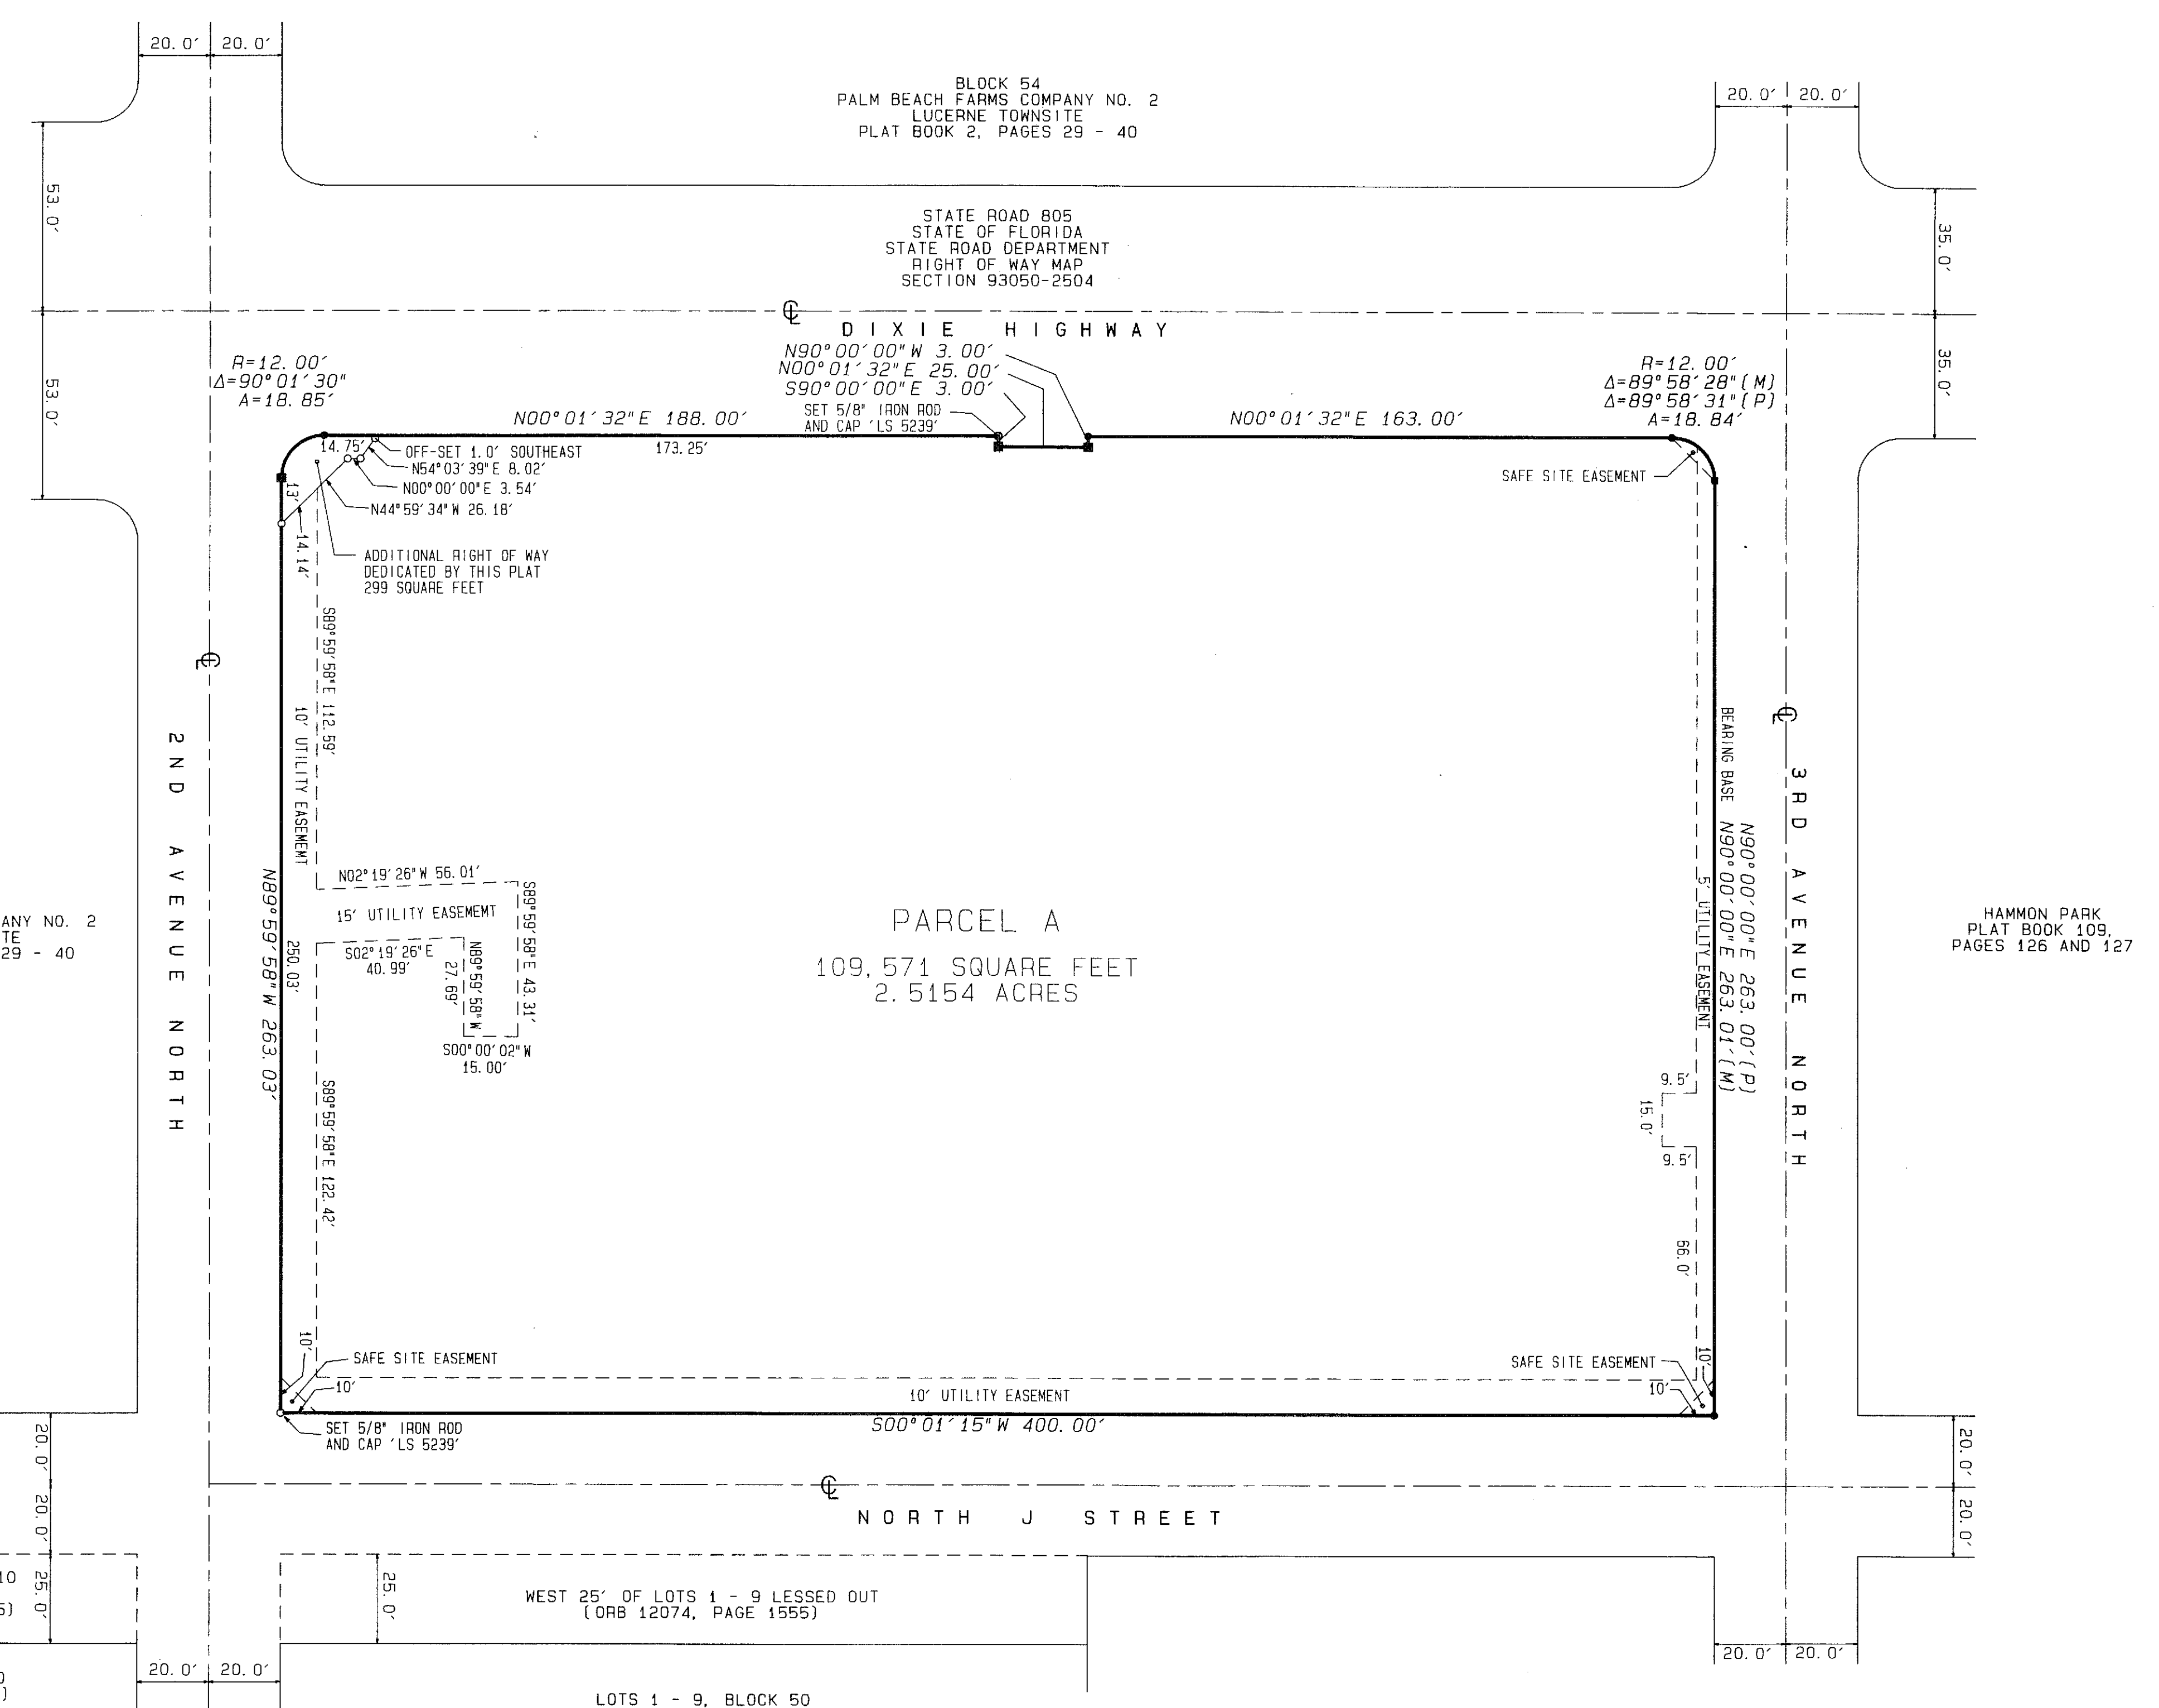 20.0' 20.0'
BLOCK 54
PALM BEACH FARMS COMPANY NO. 2
LUCERNE TOWNSITE
PLAT BOOK 2, PAGES 29 - 40
20.0' 20.0'
53.0'
53.0'
STATE ROAD 805
STATE OF FLORIDA
STATE ROAD DEPARTMENT
RIGHT OF WAY MAP
SECTION 93050-2504
35.0'
35.0'
DIXIE HIGHWAY
R=12.00'
Δ=90°01'30"
A=18.85'
N90°00'00"W 3.00'
N00°01'32"E 25.00'
S90°00'00"E 3.00'
SET 5/8" IRON ROD
AND CAP 'LS 5239'
R=12.00'
Δ=89°58'28"(M)
Δ=89°58'31"(P)
A=18.84'
N00°01'32"E 188.00'
N00°01'32"E 163.00'
14.75'
173.25'
OFF-SET 1.0' SOUTHEAST
N54°03'39"E 8.02'
N00°00'00"E 3.54'
N44°59'34"W 26.18'
13'
14.14'
SAFE SITE EASEMENT
ADDITIONAL RIGHT OF WAY
DEDICATED BY THIS PLAT
299 SQUARE FEET
S89°59'58"E 112.59'
10' UTILITY EASEMEMT
2ND AVENUE NORTH
N89°59'58"W 263.03'
250.03'
N02°19'26"W 56.01'
15' UTILITY EASEMEMT
S02°19'26"E
40.99'
N89°59'58"W
27.69'
S89°59'58"E 43.31'
S00°00'02"W
15.00'
S89°59'58"E 122.42'
PARCEL A
109,571 SQUARE FEET
2.5154 ACRES
BEARING BASE N90°00'00"E 263.01'(M)
N90°00'00"E 263.00'(P)
5' UTILITY EASEMENT
3RD AVENUE NORTH
9.5'
15.0'
9.5'
66.0'
HAMMON PARK
PLAT BOOK 109,
PAGES 126 AND 127
ANY NO. 2
TE
29 - 40
10'
SAFE SITE EASEMENT
10'
SAFE SITE EASEMENT
10'
10'
10' UTILITY EASEMENT
S00°01'15"W 400.00'
SET 5/8" IRON ROD
AND CAP 'LS 5239'
20.0'
20.0'
25.0'
NORTH J STREET
20.0'
20.0'
25.0'
WEST 25' OF LOTS 1 - 9 LESSED OUT
(ORB 12074, PAGE 1555)
10
5)
20.0' 20.0'
20.0' 20.0'
LOTS 1 - 9, BLOCK 50